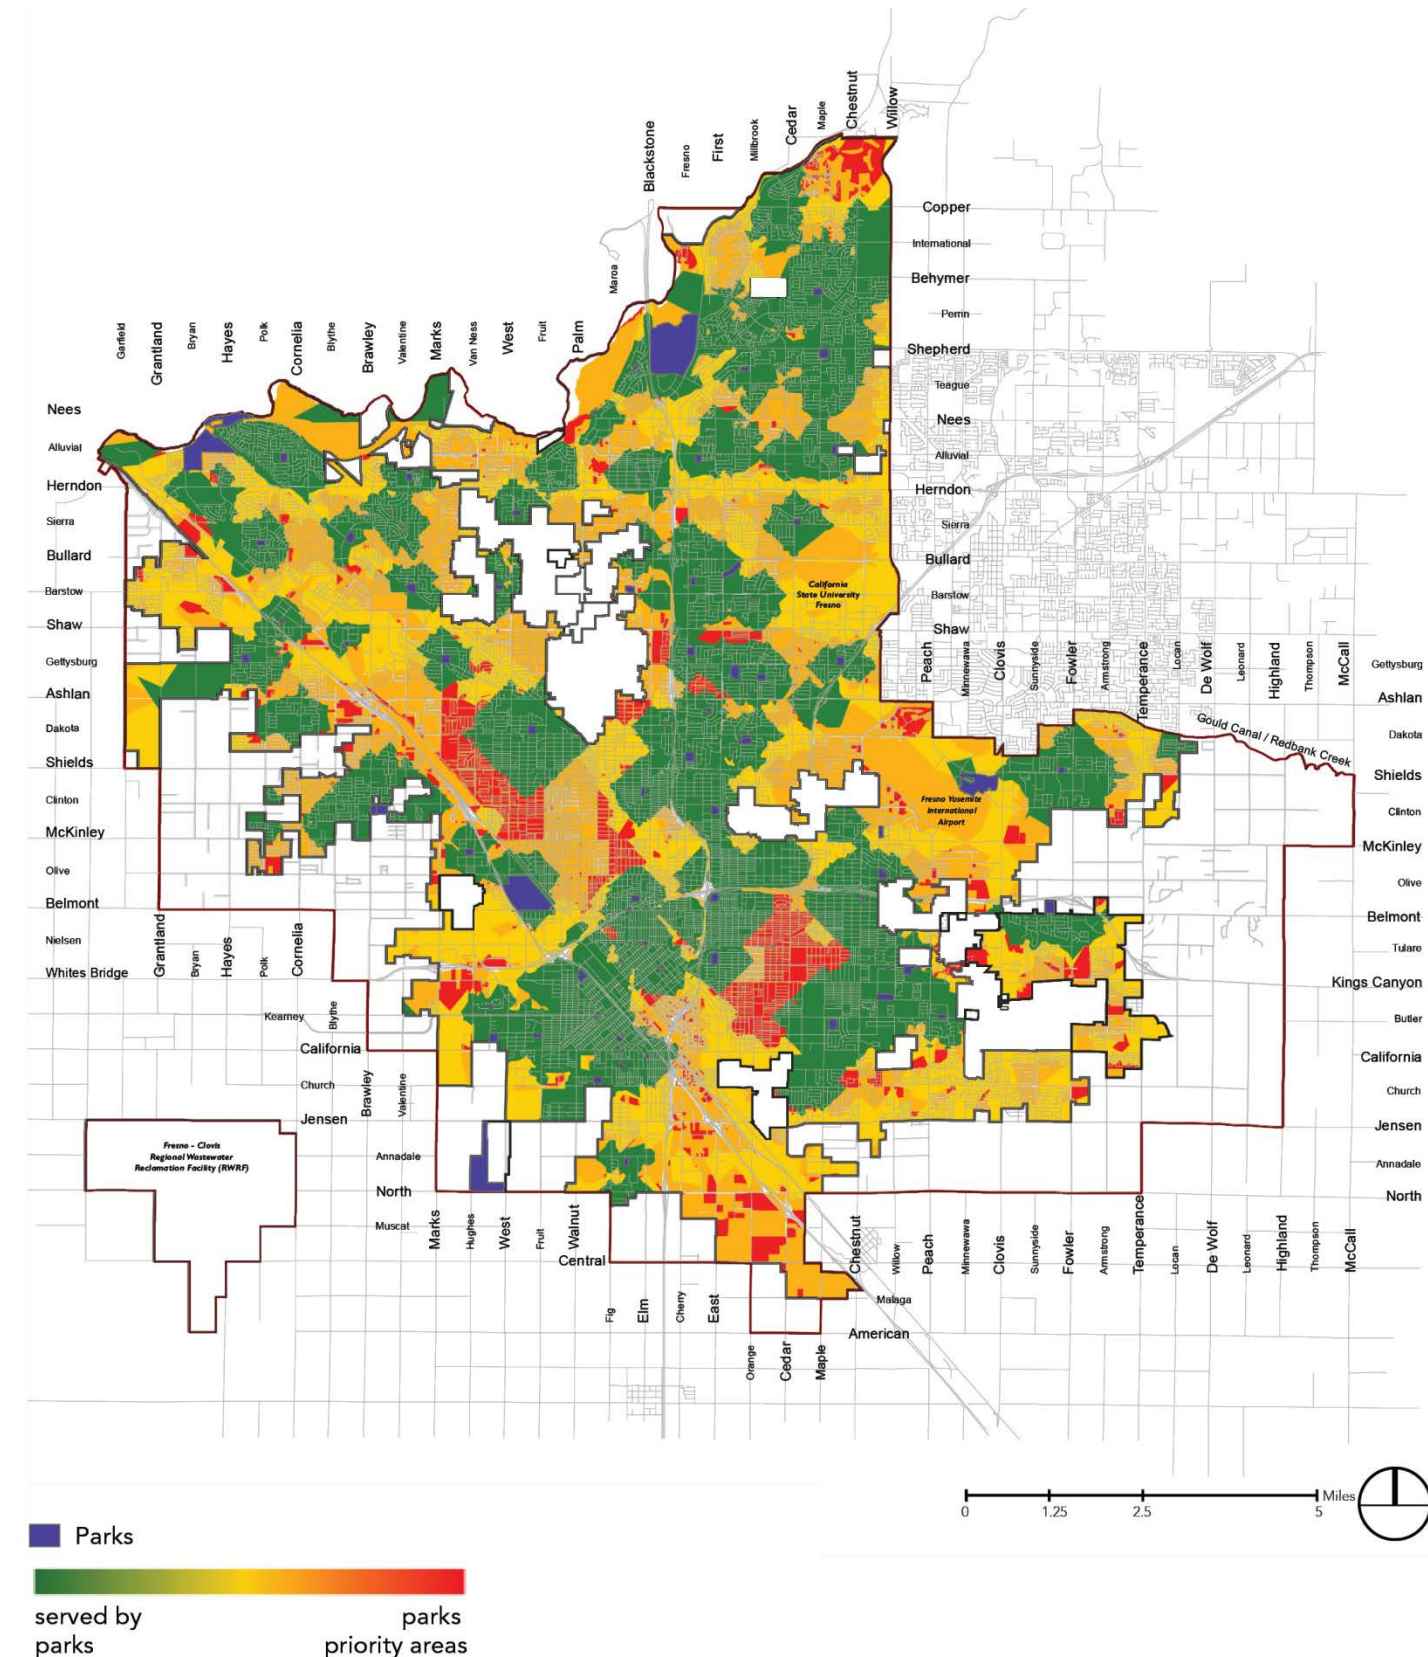 Blackstone
Fresno
First
Millbrook
Cedar
Maple
Chestnut
Willow
Copper
International
Behymer
Perrin
Shepherd
Teague
Nees
Alluvial
Herndon
Sierra
Bullard
Barstow
Shaw
Maroa
Garfield
Grantland
Bryan
Hayes
Polk
Cornelia
Blythe
Brawley
Valentine
Marks
Van Ness
West
Fruit
Palm
Nees
Alluvial
Herndon
Sierra
Bullard
Barstow
Shaw
Gettysburg
Ashlan
Dakota
Shields
Clinton
McKinley
Olive
Belmont
Nielsen
Whites Bridge
California
State University
Fresno
Peach
Minnewawa
Clovis
Sunnyside
Fowler
Armstrong
Temperance
Locan
De Wolf
Leonard
Highland
Thompson
McCall
Gettysburg
Ashlan
Dakota
Gould Canal / Redbank Creek
Shields
Clinton
McKinley
Olive
Belmont
Tulare
Kings Canyon
Butler
California
Church
Jensen
Annadale
North
Fresno Yosemite
International
Airport
Grantland
Bryan
Hayes
Polk
Cornelia
Kearney
Blythe
California
Church
Brawley
Valentine
Jensen
Annadale
North
Muscat
Fresno - Clovis
Regional Wastewater
Reclamation Facility (RWRF)
Marks
Hughes
West
Fruit
Walnut
Central
Fig
Elm
Cherry
East
Orange
Cedar
Maple
Chestnut
Willow
Peach
Minnewawa
Clovis
Sunnyside
Fowler
Armstrong
Temperance
Locan
De Wolf
Leonard
Highland
Thompson
McCall
Malaga
American
Miles
0 1.25 2.5 5
Parks
served by parks
parks priority areas